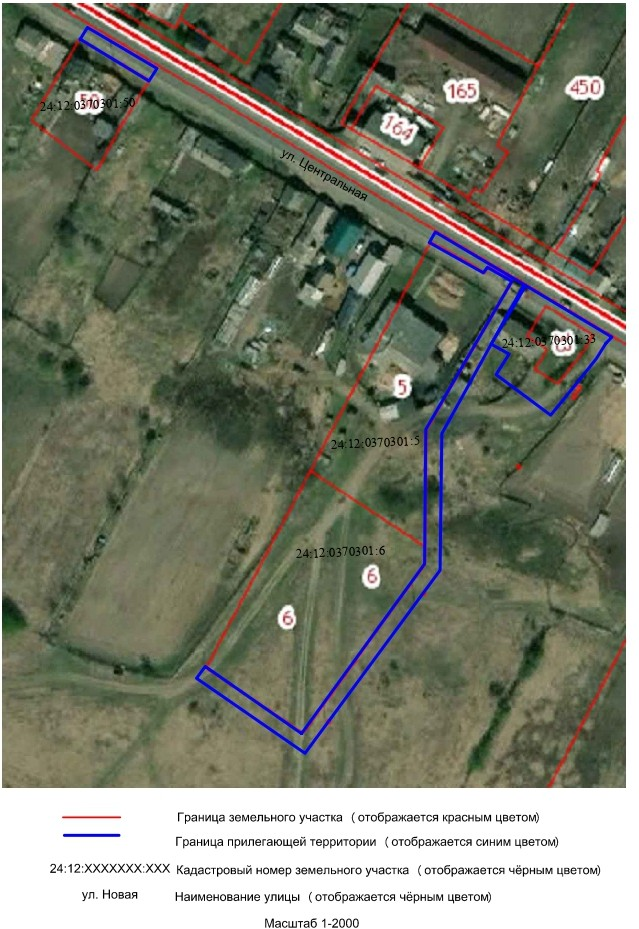 165
450
50
24:12:0370301:50
164
ул. Центральная
24:12:0370301:33
5
24:12:0370301:5
24:12:0370301:6
6
6
Граница земельного участка ( отображается красным цветом)
Граница прилегающей территории ( отображается синим цветом)
24:12:XXXXXXX:XXX Кадастровый номер земельного участка ( отображается чёрным цветом)
ул. Новая Наименование улицы ( отображается чёрным цветом)
Масштаб 1-2000